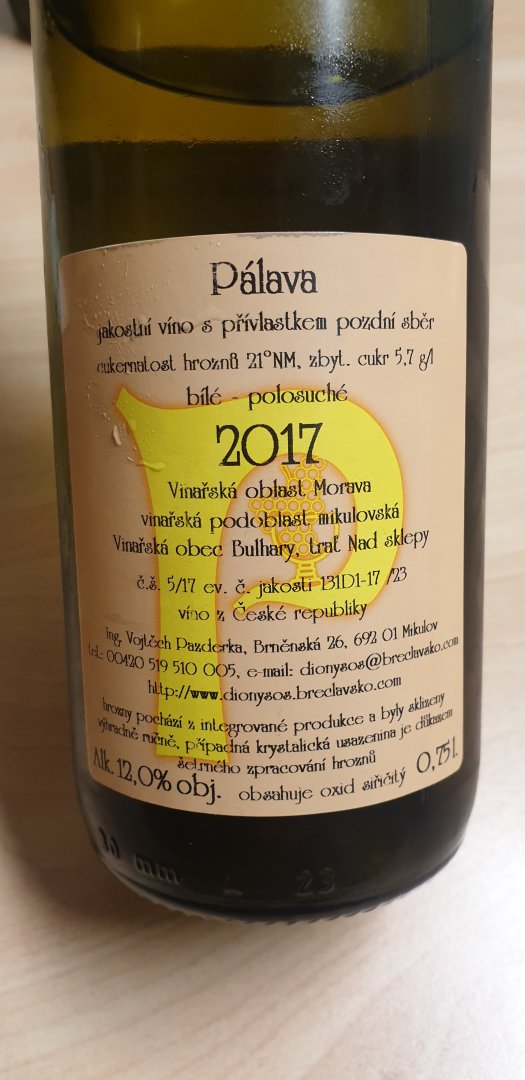 Pálava
jakostní víno s přívlastkem pozdní sběr
cukernatost hroznů 21°NM, zbyt. cukr 5,7 g/l
bílé - polosuché
2017
Vinařská oblast Morava
vinařská podoblast mikulovská
Vinařská obec Bulhary, trať Nad sklepy
č.š. 5/17 ev. č. jakosti 131D1-17 /23
víno z České republiky
Ing. Vojtěch Pazderka, Brněnská 26, 692 01 Mikulov
tel.: 00420 519 510 005, e-mail: dionysos@breclavsko.com
http://www.dionysos.breclavsko.com
hrozny pochází z integrované produkce a byly sklizeny
výhradně ručně, případná krystalická usazenina je důkazem
šetrného zpracování hroznů
Alk. 12,0% obj. obsahuje oxid siřičitý 0,75 l
mm 23